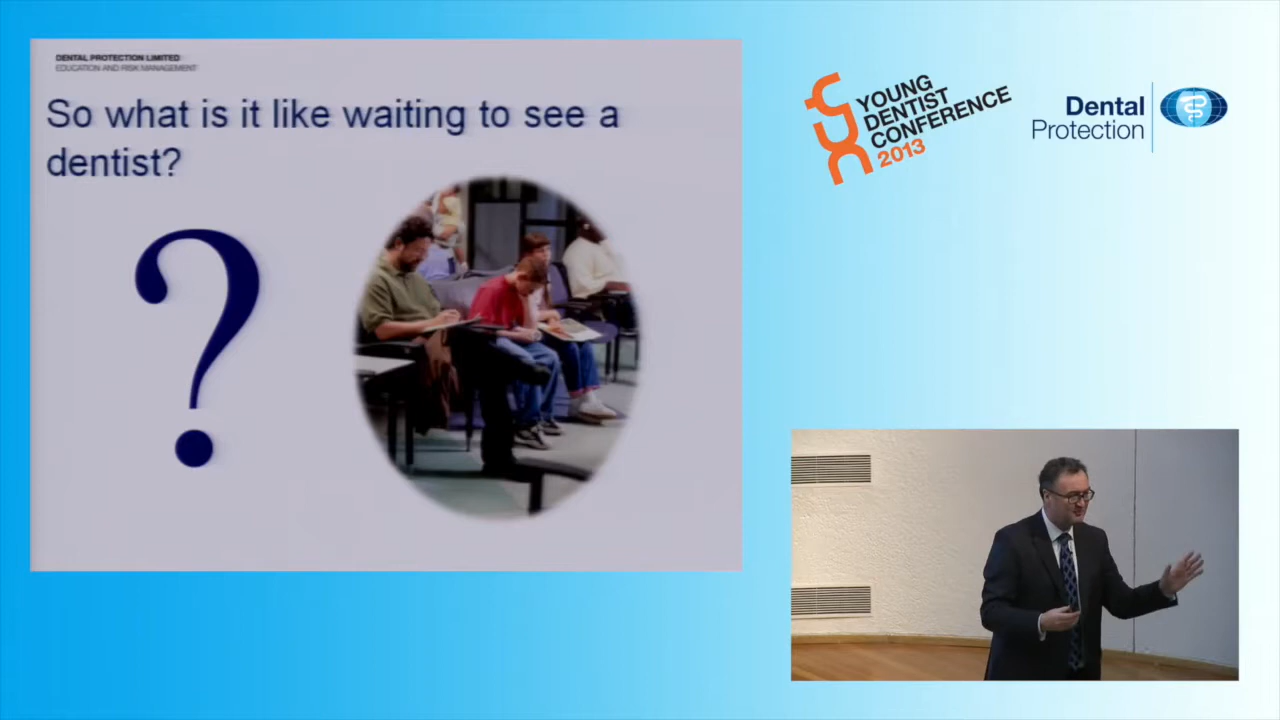 DENTAL PROTECTION LIMITED
EDUCATION AND RISK MANAGEMENT
So what is it like waiting to see a
dentist?
?
YOUNG
DENTIST
CONFERENCE
2013
Dental
Protection